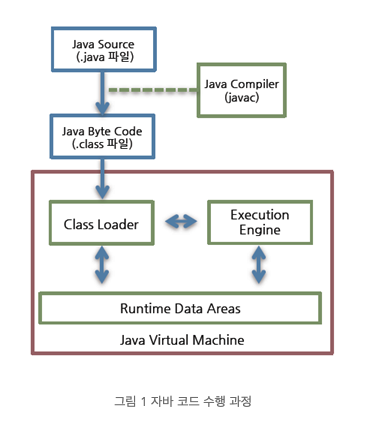 Java Source
(.java 파일)
Java Compiler
(javac)
Java Byte Code
(.class 파일)
Class Loader
Execution
Engine
Runtime Data Areas
Java Virtual Machine
그림 1 자바 코드 수행 과정